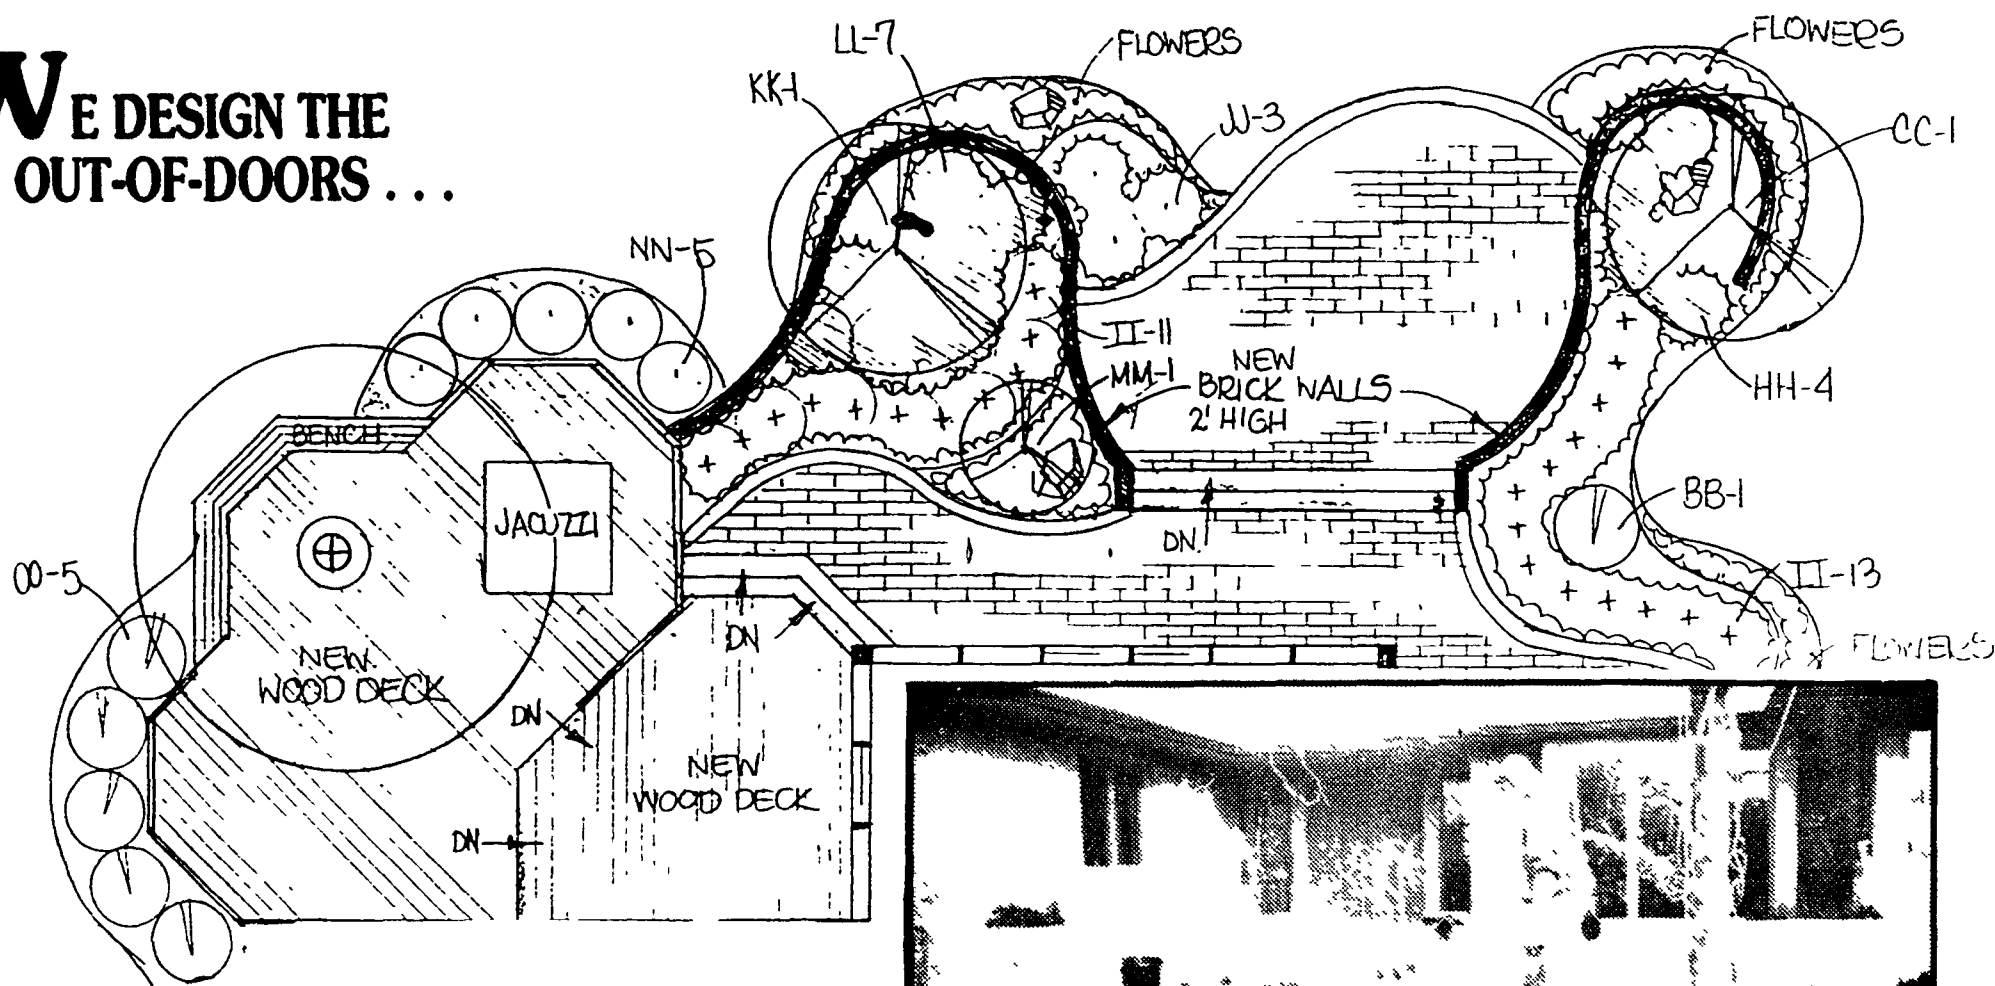 WE DESIGN THE
OUT-OF-DOORS . . .
LL-7
FLOWERS
FLOWERS
KK-1
JJ-3
CC-1
NN-5
II-11
NEW
BRICK WALLS
2' HIGH
MM-1
HH-4
BENCH
JACUZZI
BB-1
DN.
OO-5
II-13
DN
FLOWERS
NEW
WOOD DECK
DN
NEW
WOOD DECK
DN